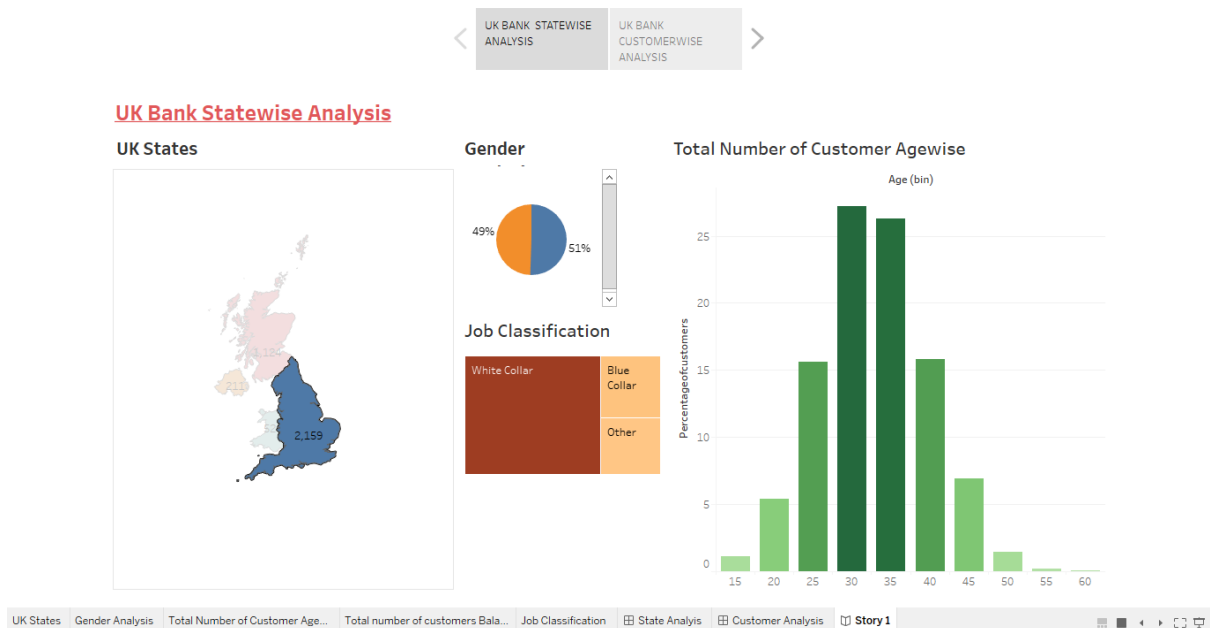 UK BANK STATEWISE
ANALYSIS
UK BANK
CUSTOMERWISE
ANALYSIS
UK Bank Statewise Analysis
UK States
Gender
Total Number of Customer Agewise
Age (bin)
49%
51%
Job Classification
White Collar
Blue
Collar
Other
211
2,159
Percentageofcustomers
25
20
15
10
5
0
15 20 25 30 35 40 45 50 55 60
UK States Gender Analysis Total Number of Customer Age... Total number of customers Bala... Job Classification State Analyis Customer Analysis Story 1